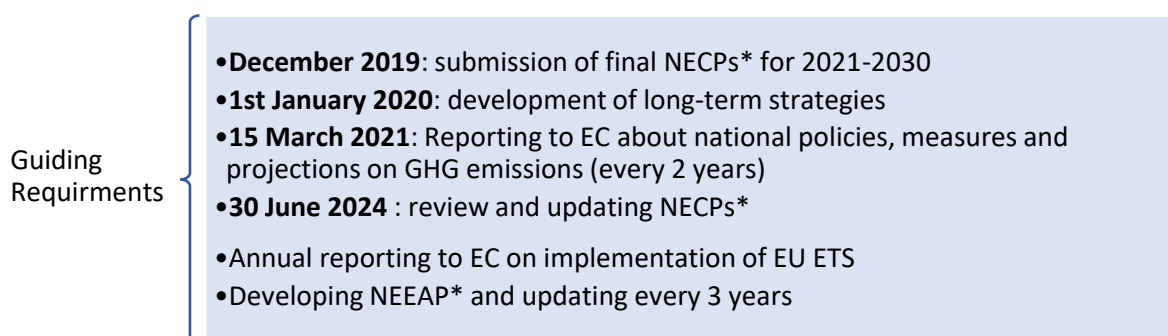 Guiding
Requirments
•December 2019: submission of final NECPs* for 2021-2030
•1st January 2020: development of long-term strategies
•15 March 2021: Reporting to EC about national policies, measures and
projections on GHG emissions (every 2 years)
•30 June 2024 : review and updating NECPs*
•Annual reporting to EC on implementation of EU ETS
•Developing NEEAP* and updating every 3 years